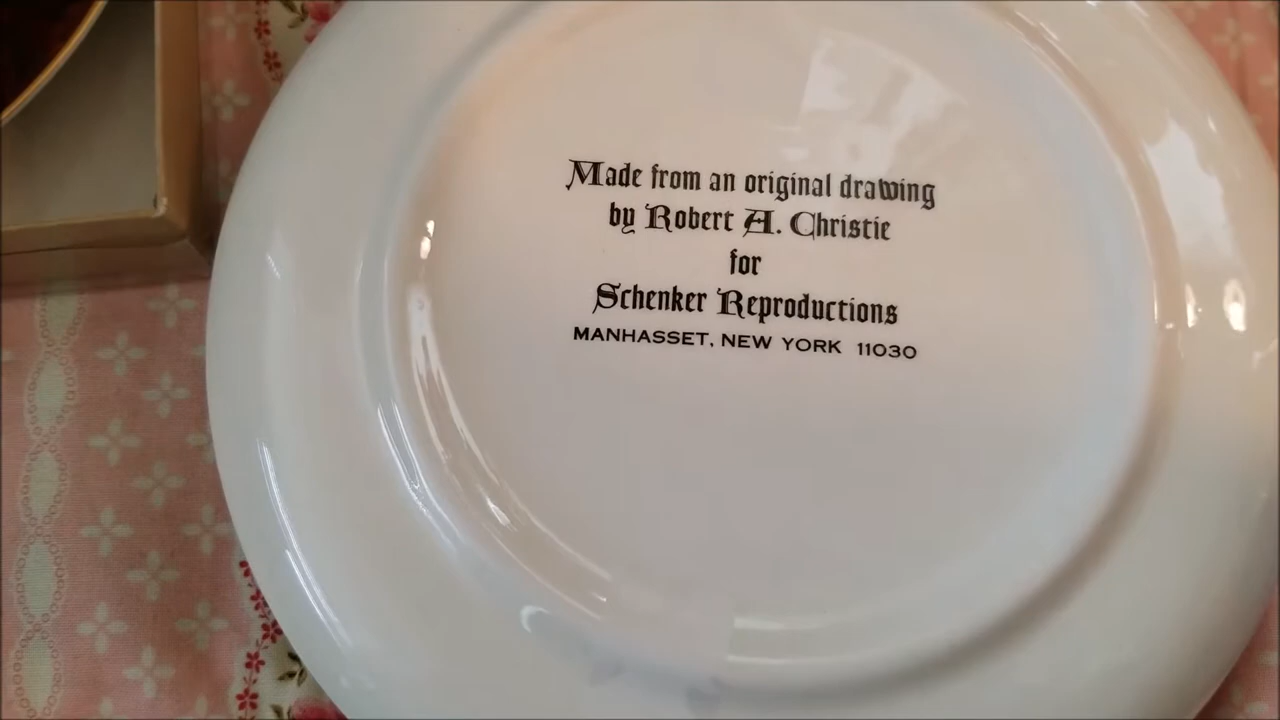 Made from an original drawing
by Robert A. Christie
for
Schenker Reproductions
MANHASSET, NEW YORK 11030